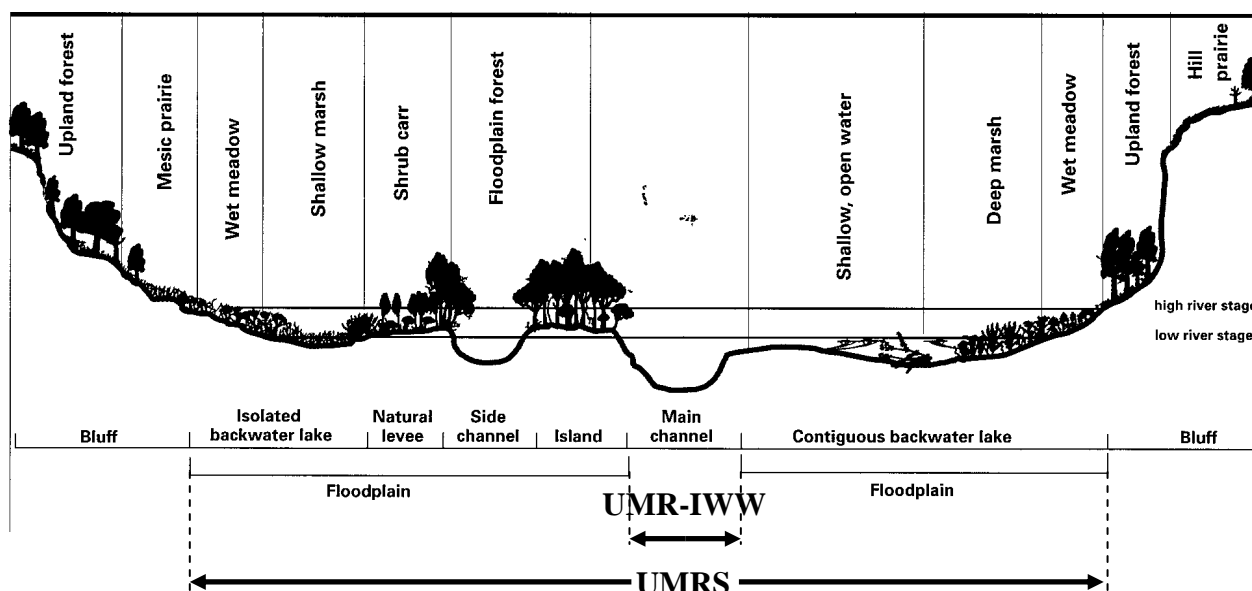 Upland forest
Mesic prairie
Wet meadow
Shallow marsh
Shrub carr
Floodplain forest
Shallow, open water
Deep marsh
Wet meadow
Upland forest
Hill
prairie
high river stage
low river stage
Bluff
Isolated
backwater lake
Natural
levee
Side
channel
Island
Main
channel
Contiguous backwater lake
Bluff
Floodplain
Floodplain
UMR-IWW
UMRS